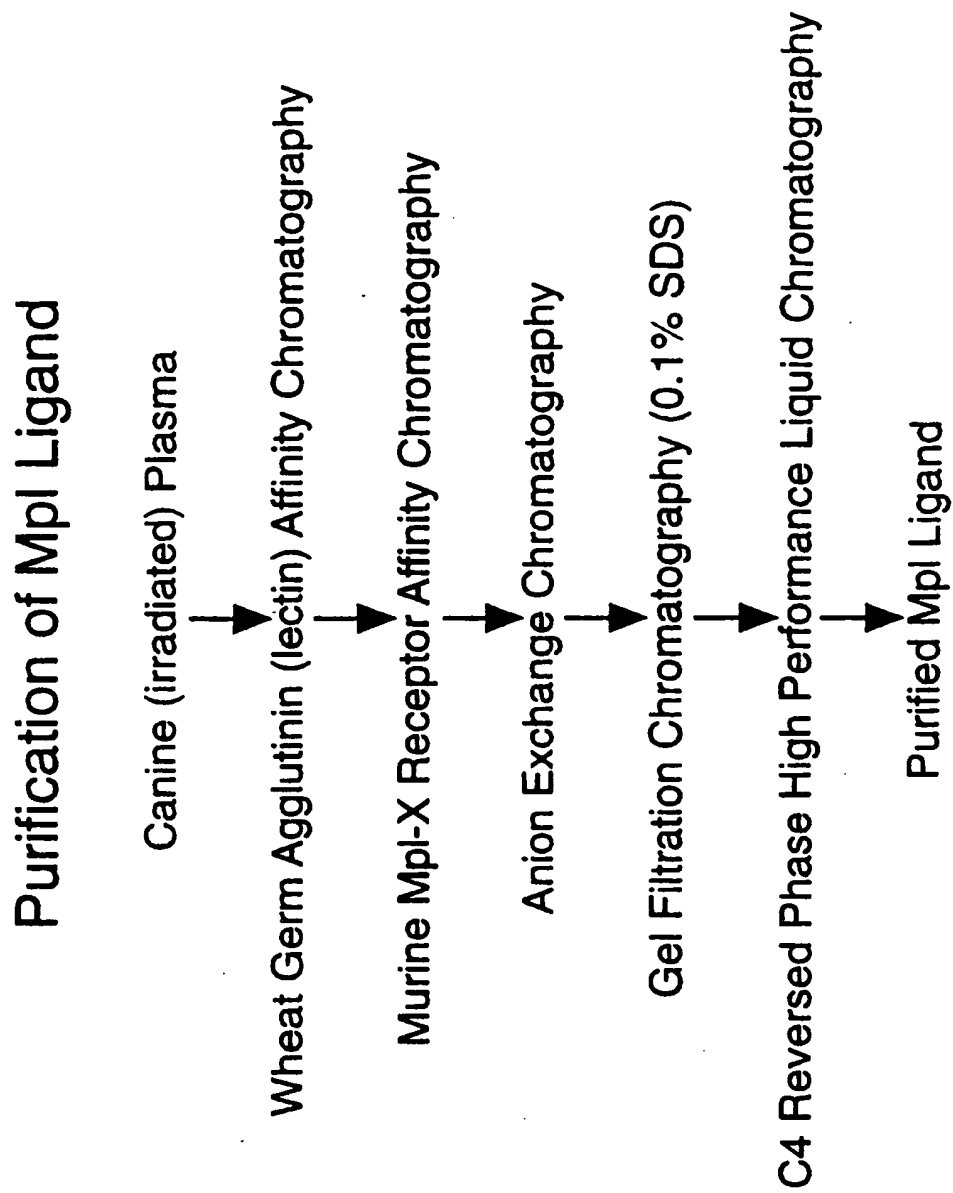 Purification of Mpl Ligand
Canine (irradiated) Plasma
Wheat Germ Agglutinin (lectin) Affinity Chromatography
Murine Mpl-X Receptor Affinity Chromatography
Anion Exchange Chromatography
Gel Filtration Chromatography (0.1% SDS)
C4 Reversed Phase High Performance Liquid Chromatography
Purified Mpl Ligand